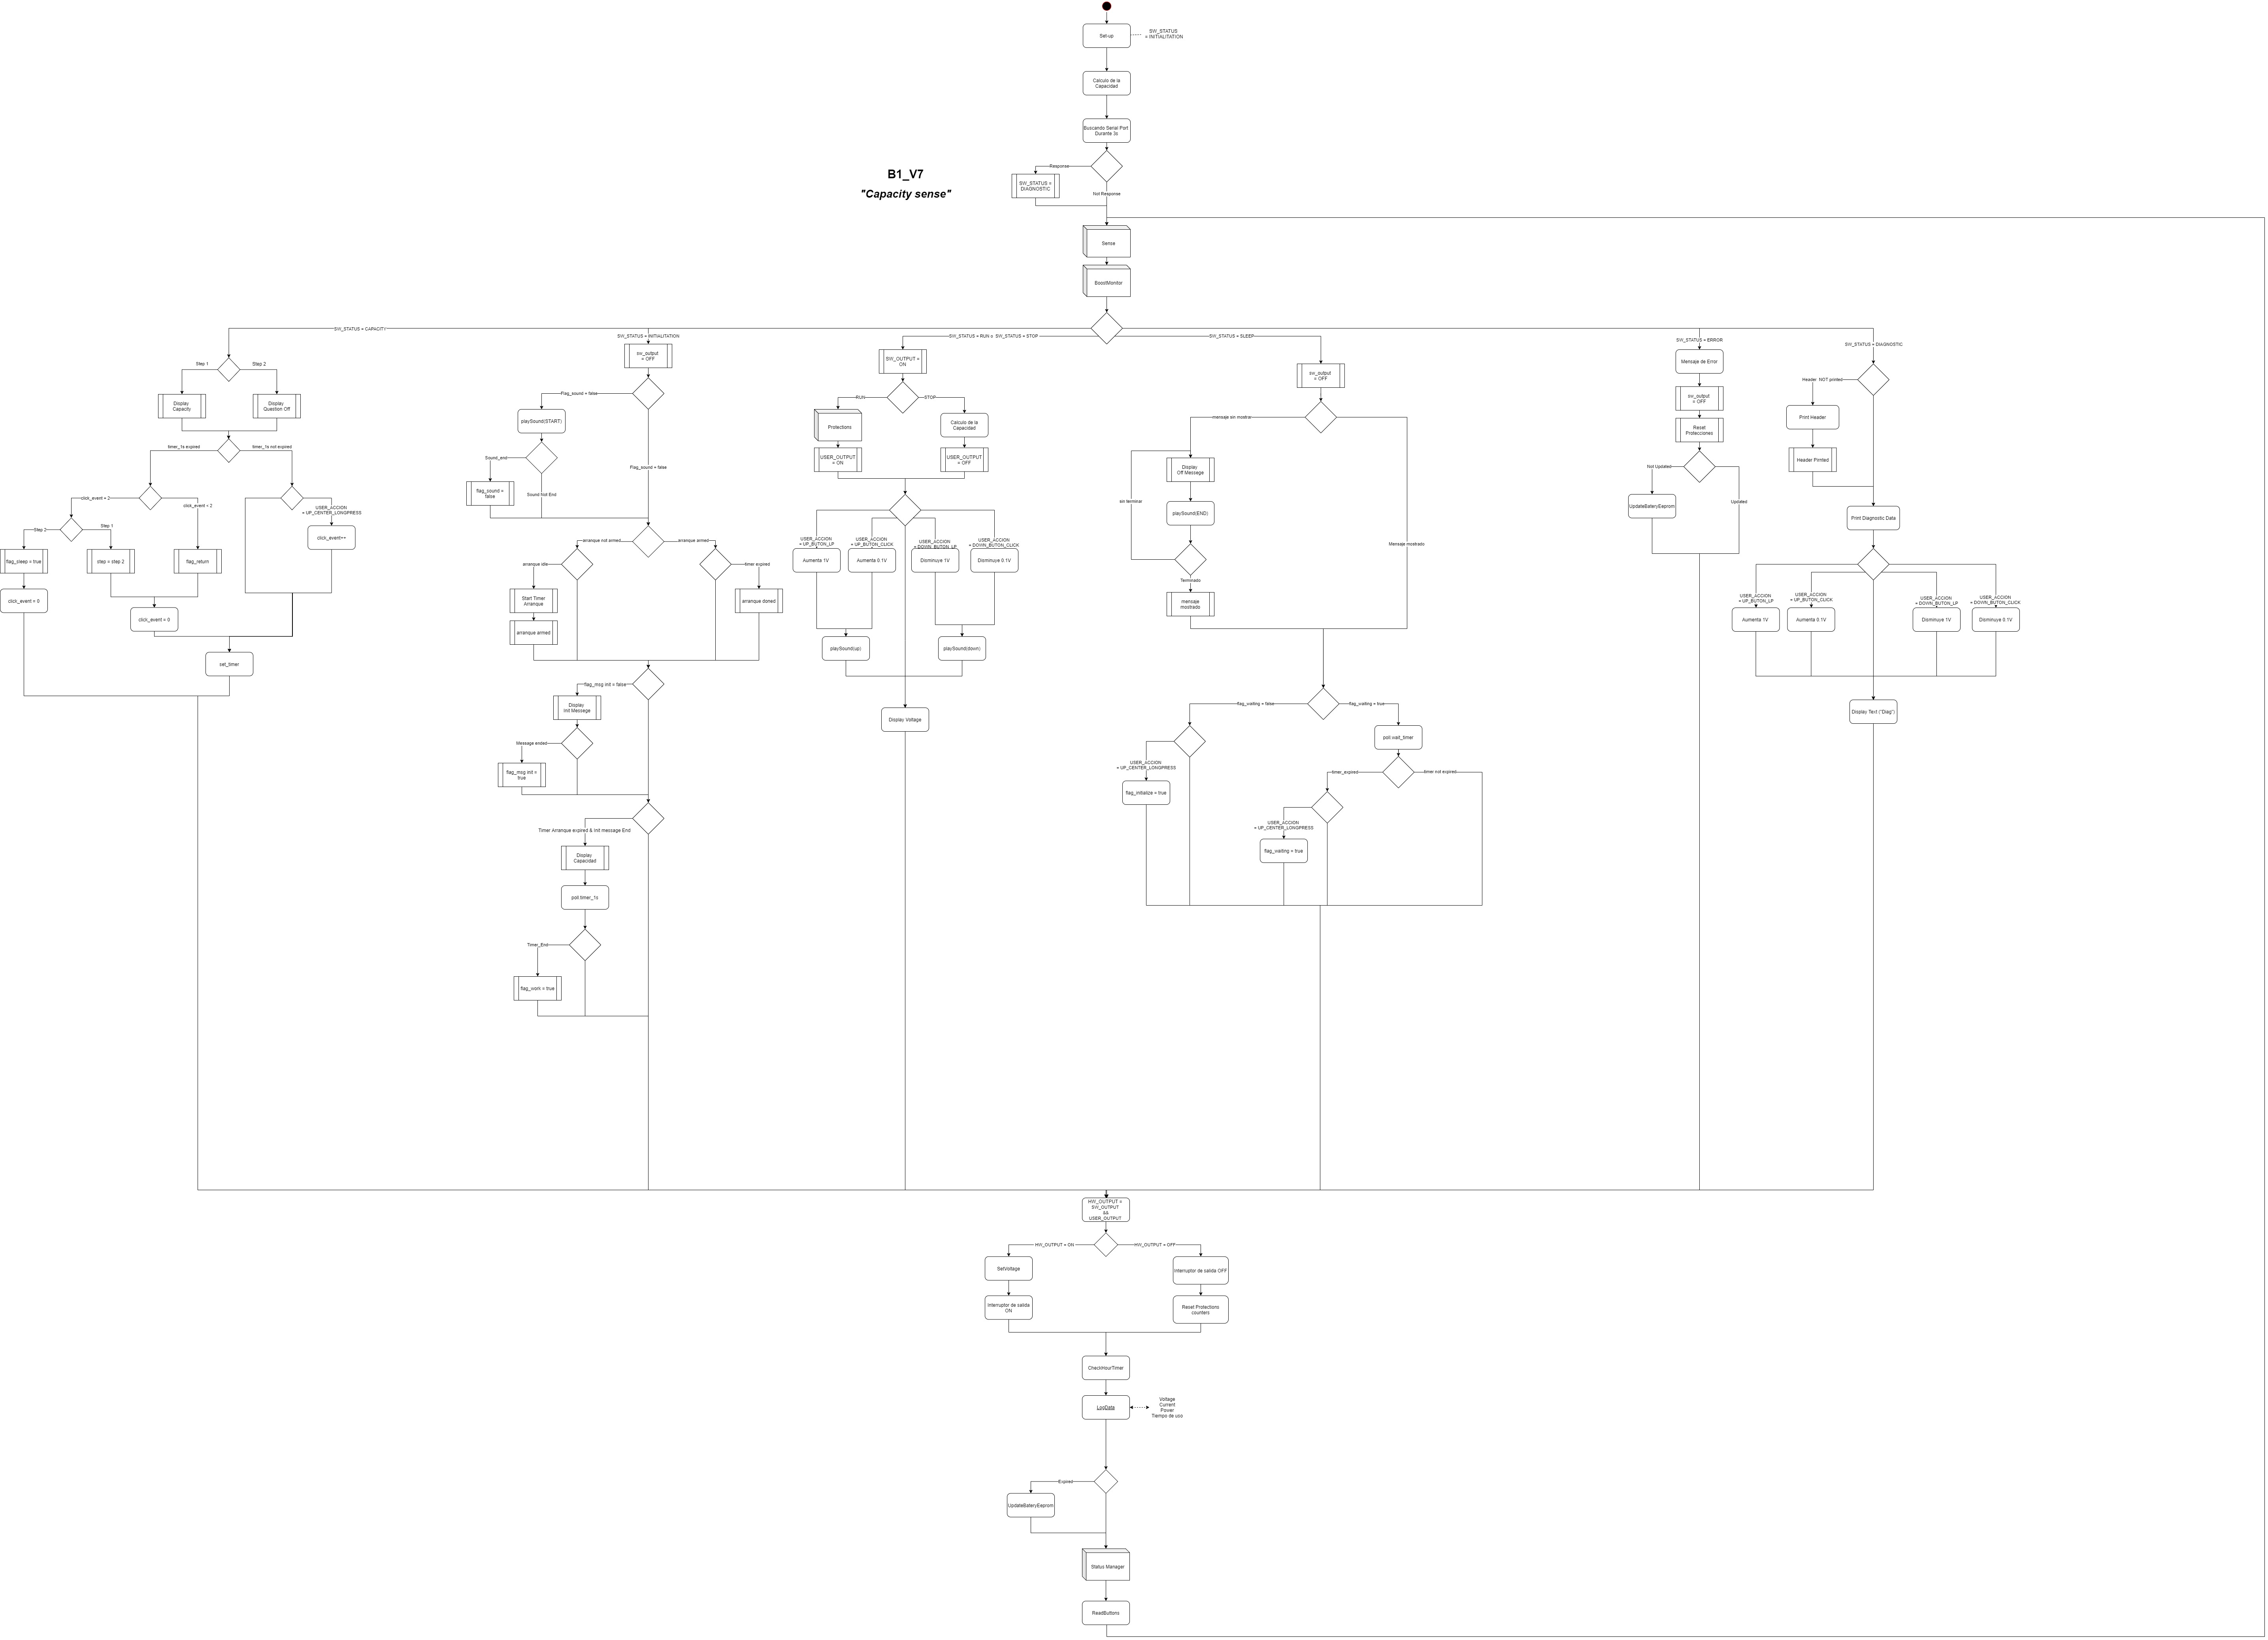 Set-up
SW_STATUS
= INITIALITATION
Calculo de la
Capacidad
Buscando Serial Port
Durante 3s
Response
Not Response
SW_STATUS =
DIAGNOSTIC
B1_V7
"Capacity sense"
Sense
BoostMonitor
SW_STATUS = CAPACITY
Step 1
Step 2
Display
Capacity
Display
Question Off
timer_1s expired
timer_1s not expired
click_event = 2
click_event < 2
USER_ACCION
= UP_CENTER_LONGPRESS
click_event++
Step 2
Step 1
flag_sleep = true
step = step 2
flag_return
click_event = 0
click_event = 0
set_timer
SW_STATUS = INITIALITATION
sw_output
= OFF
Flag_sound = false
Flag_sound = false
playSound(START)
Sound_end
Sound not End
flag_sound =
false
arranque not armed
arranque armed
arranque idle
timer expired
Start Timer
Arranque
arranque armed
arranque doned
flag_msg init = false
Display
Init Messege
Message ended
flag_msg init =
true
Timer Arranque expired & Init message End
Display
Capacidad
poll.timer_1s
Timer_End
flag_work = true
SW_STATUS = RUN o SW_STATUS = STOP
SW_OUTPUT =
ON
RUN
STOP
Protections
Calculo de la
Capacidad
USER_OUTPUT
= ON
USER_OUTPUT
= OFF
USER_ACCION
= UP_BUTON_LP
USER_ACCION
= UP_BUTON_CLICK
USER_ACCION
= DOWN_BUTON_LP
USER_ACCION
= DOWN_BUTON_CLICK
Aumenta 1V
Aumenta 0.1V
Disminuye 1V
Disminuye 0.1V
playSound(up)
playSound(down)
Display Voltage
SW_STATUS = SLEEP
sw_output
= OFF
mensaje sin mostrar
Mensaje mostrado
Display
Off Messege
sin terminar
playSound(END)
Terminado
mensaje
mostrado
flag_waiting = false
flag_waiting = true
poll.wait_timer
USER_ACCION
= UP_CENTER_LONGPRESS
flag_initialize = true
timer_expired
timer not expired
USER_ACCION
= UP_CENTER_LONGPRESS
flag_waiting = true
SW_STATUS = ERROR
Mensaje de Error
sw_output
= OFF
Reset
Protecciones
Not Updated
Updated
UpdateBateryEeprom
SW_STATUS = DIAGNOSTIC
Header NOT printed
Print Header
Header Printed
Print Diagnostic Data
USER_ACCION
= UP_BUTON_LP
USER_ACCION
= UP_BUTON_CLICK
USER_ACCION
= DOWN_BUTON_LP
USER_ACCION
= DOWN_BUTON_CLICK
Aumenta 1V
Aumenta 0.1V
Disminuye 1V
Disminuye 0.1V
Display Text ("Diag")
HW_OUTPUT =
SW_OUTPUT
&&
USER_OUTPUT
HW_OUTPUT = ON
HW_OUTPUT = OFF
SetVoltage
Interruptor de salida OFF
Interruptor de salida
ON
Reset Protections
counters
CheckHourTimer
LogData
Voltage
Current
Power
Tiempo de uso
Expired
UpdateBateryEeprom
Status Manager
ReadButtons